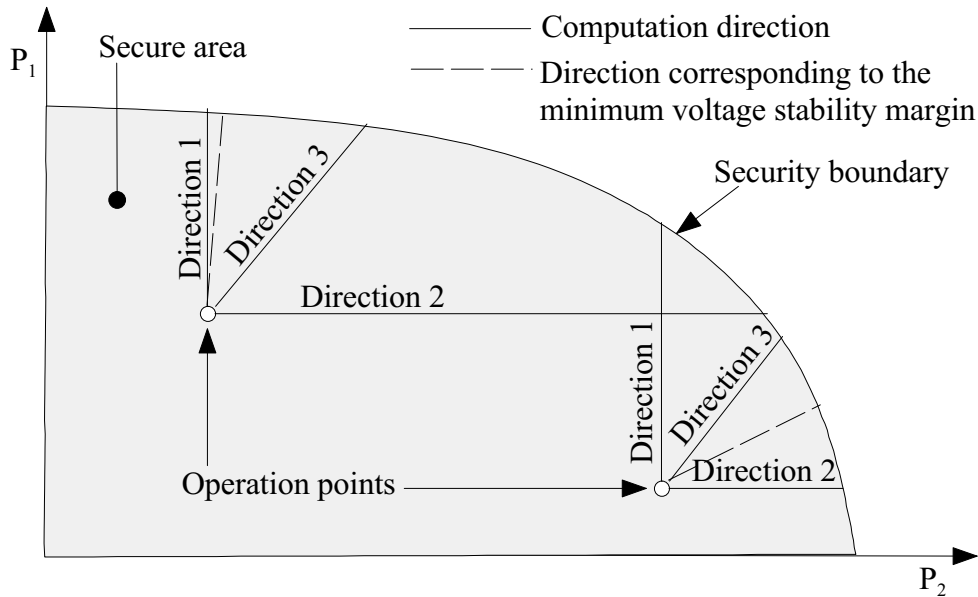 P1
Secure area
Computation direction
Direction corresponding to the
minimum voltage stability margin
Security boundary
Direction 1
Direction 3
Direction 2
Direction 1
Direction 3
Direction 2
Operation points
P2